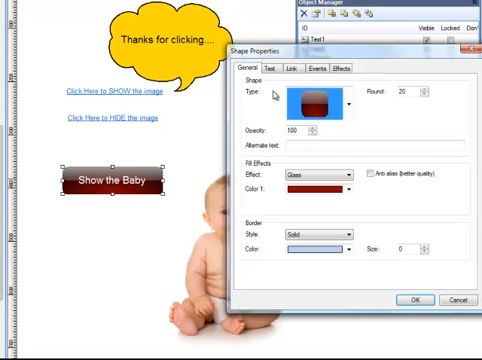 Object Manager
ID
Visible
Locked
Don'
Text1
Thanks for clicking....
Click Here to SHOW the image
Click Here to HIDE the image
Show the Baby
Shape Properties
General
Text
Link
Events
Effects
Shape
Type:
Round:
20
Opacity:
100
Alternate text:
Fill Effects
Effect:
Glass
Anti alias (better quality)
Color 1:
Border
Style:
Solid
Color:
Size:
0
OK
Cancel